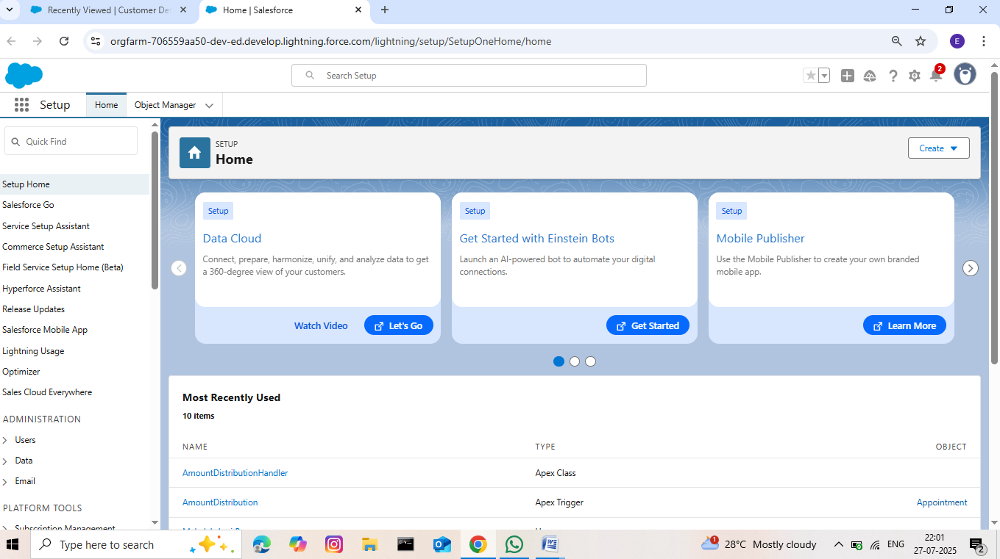 Recently Viewed | Customer De
Home | Salesforce
orgfarm-706559aa50-dev-ed.develop.lightning.force.com/lightning/setup/SetupOneHome/home
E
Search Setup
2
Setup
Home
Object Manager
Quick Find
Setup Home
Salesforce Go
Service Setup Assistant
Commerce Setup Assistant
Field Service Setup Home (Beta)
Hyperforce Assistant
Release Updates
Salesforce Mobile App
Lightning Usage
Optimizer
Sales Cloud Everywhere
ADMINISTRATION
Users
Data
Email
PLATFORM TOOLS
Subscription Management
SETUP
Home
Create
Setup
Data Cloud
Connect, prepare, harmonize, unify, and analyze data to get
a 360-degree view of your customers.
Watch Video
Let's Go
Setup
Get Started with Einstein Bots
Launch an AI-powered bot to automate your digital
connections.
Get Started
Setup
Mobile Publisher
Use the Mobile Publisher to create your own branded
mobile app.
Learn More
Most Recently Used
10 items
NAME TYPE OBJECT
AmountDistributionHandler Apex Class
AmountDistribution Apex Trigger Appointment
Type here to search
1
28°C Mostly cloudy
ENG
22:01
27-07-2025
2